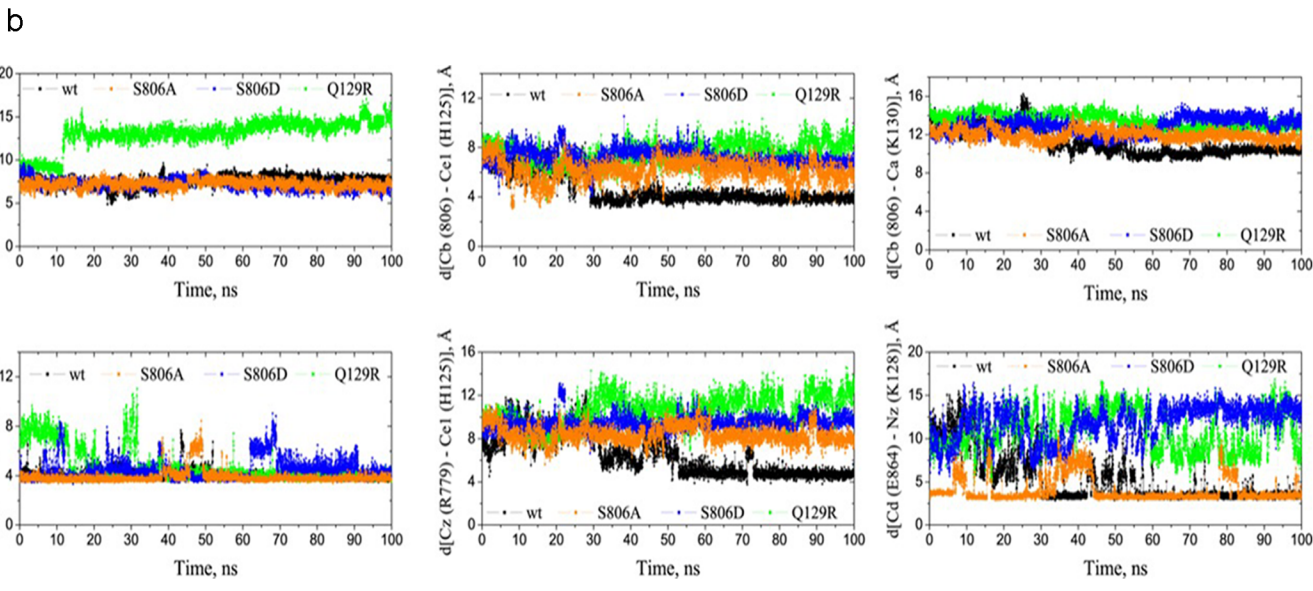 b
20
15
10
5
0
wt S806A S806D Q129R
0 10 20 30 40 50 60 70 80 90 100
Time, ns
d[Cb (806) - Ce1 (H125)], Å
12
8
4
0
wt S806A S806D Q129R
0 10 20 30 40 50 60 70 80 90 100
Time, ns
d[Cb (806) - Ca (K130)], Å
16
12
8
4
0
wt S806A S806D Q129R
0 10 20 30 40 50 60 70 80 90 100
Time, ns
12
8
4
0
wt S806A S806D Q129R
0 10 20 30 40 50 60 70 80 90 100
Time, ns
d[Cz (R779) - Ce1 (H125)], Å
16
12
8
4
0
wt S806A S806D Q129R
0 10 20 30 40 50 60 70 80 90 100
Time, ns
d[Cd (E864) - Nz (K128)], Å
20
15
10
5
0
wt S806A S806D Q129R
0 10 20 30 40 50 60 70 80 90 100
Time, ns